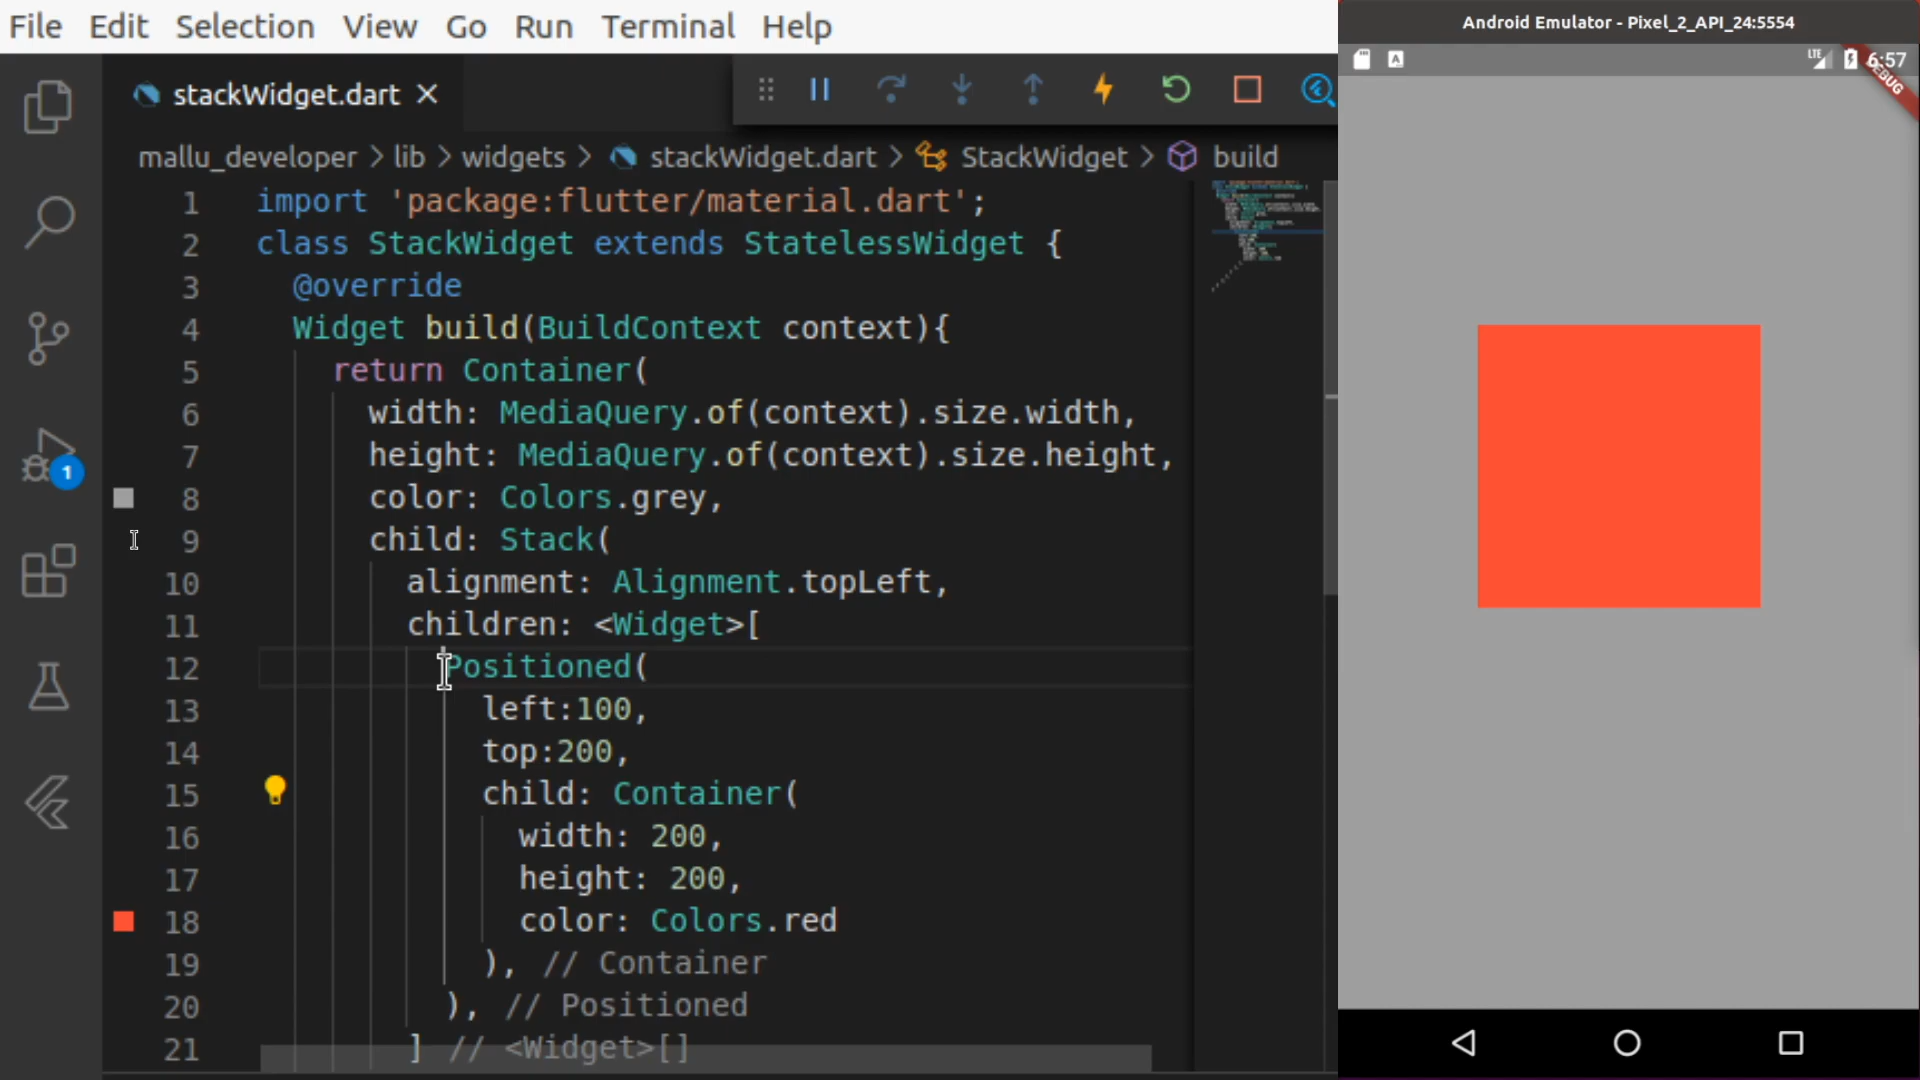 File Edit Selection View Go Run Terminal Help
stackWidget.dart
mallu_developer > lib > widgets > stackWidget.dart > StackWidget > build
1 import 'package:flutter/material.dart';
2 class StackWidget extends StatelessWidget {
3 @override
4 Widget build(BuildContext context){
5 return Container(
6 width: MediaQuery.of(context).size.width,
7 height: MediaQuery.of(context).size.height,
8 color: Colors.grey,
9 child: Stack(
10 alignment: Alignment.topLeft,
11 children: <Widget>[
12 Positioned(
13 left:100,
14 top:200,
15 child: Container(
16 width: 200,
17 height: 200,
18 color: Colors.red
19 ), // Container
20 ), // Positioned
21 ] // <Widget>[]
1
Android Emulator - Pixel_2_API_24:5554
A LTE 6:57
DEBUG